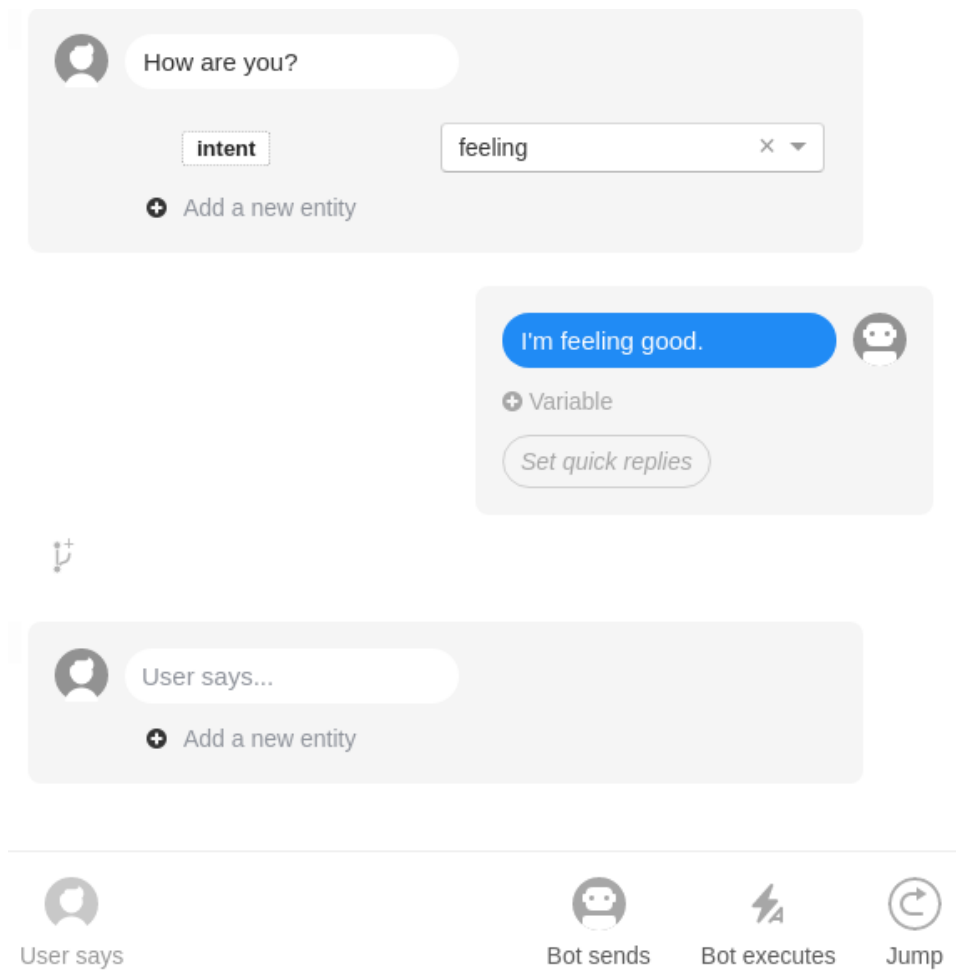 How are you?
intent
feeling
Add a new entity
I'm feeling good.
Variable
Set quick replies
User says...
Add a new entity
User says
Bot sends
Bot executes
Jump